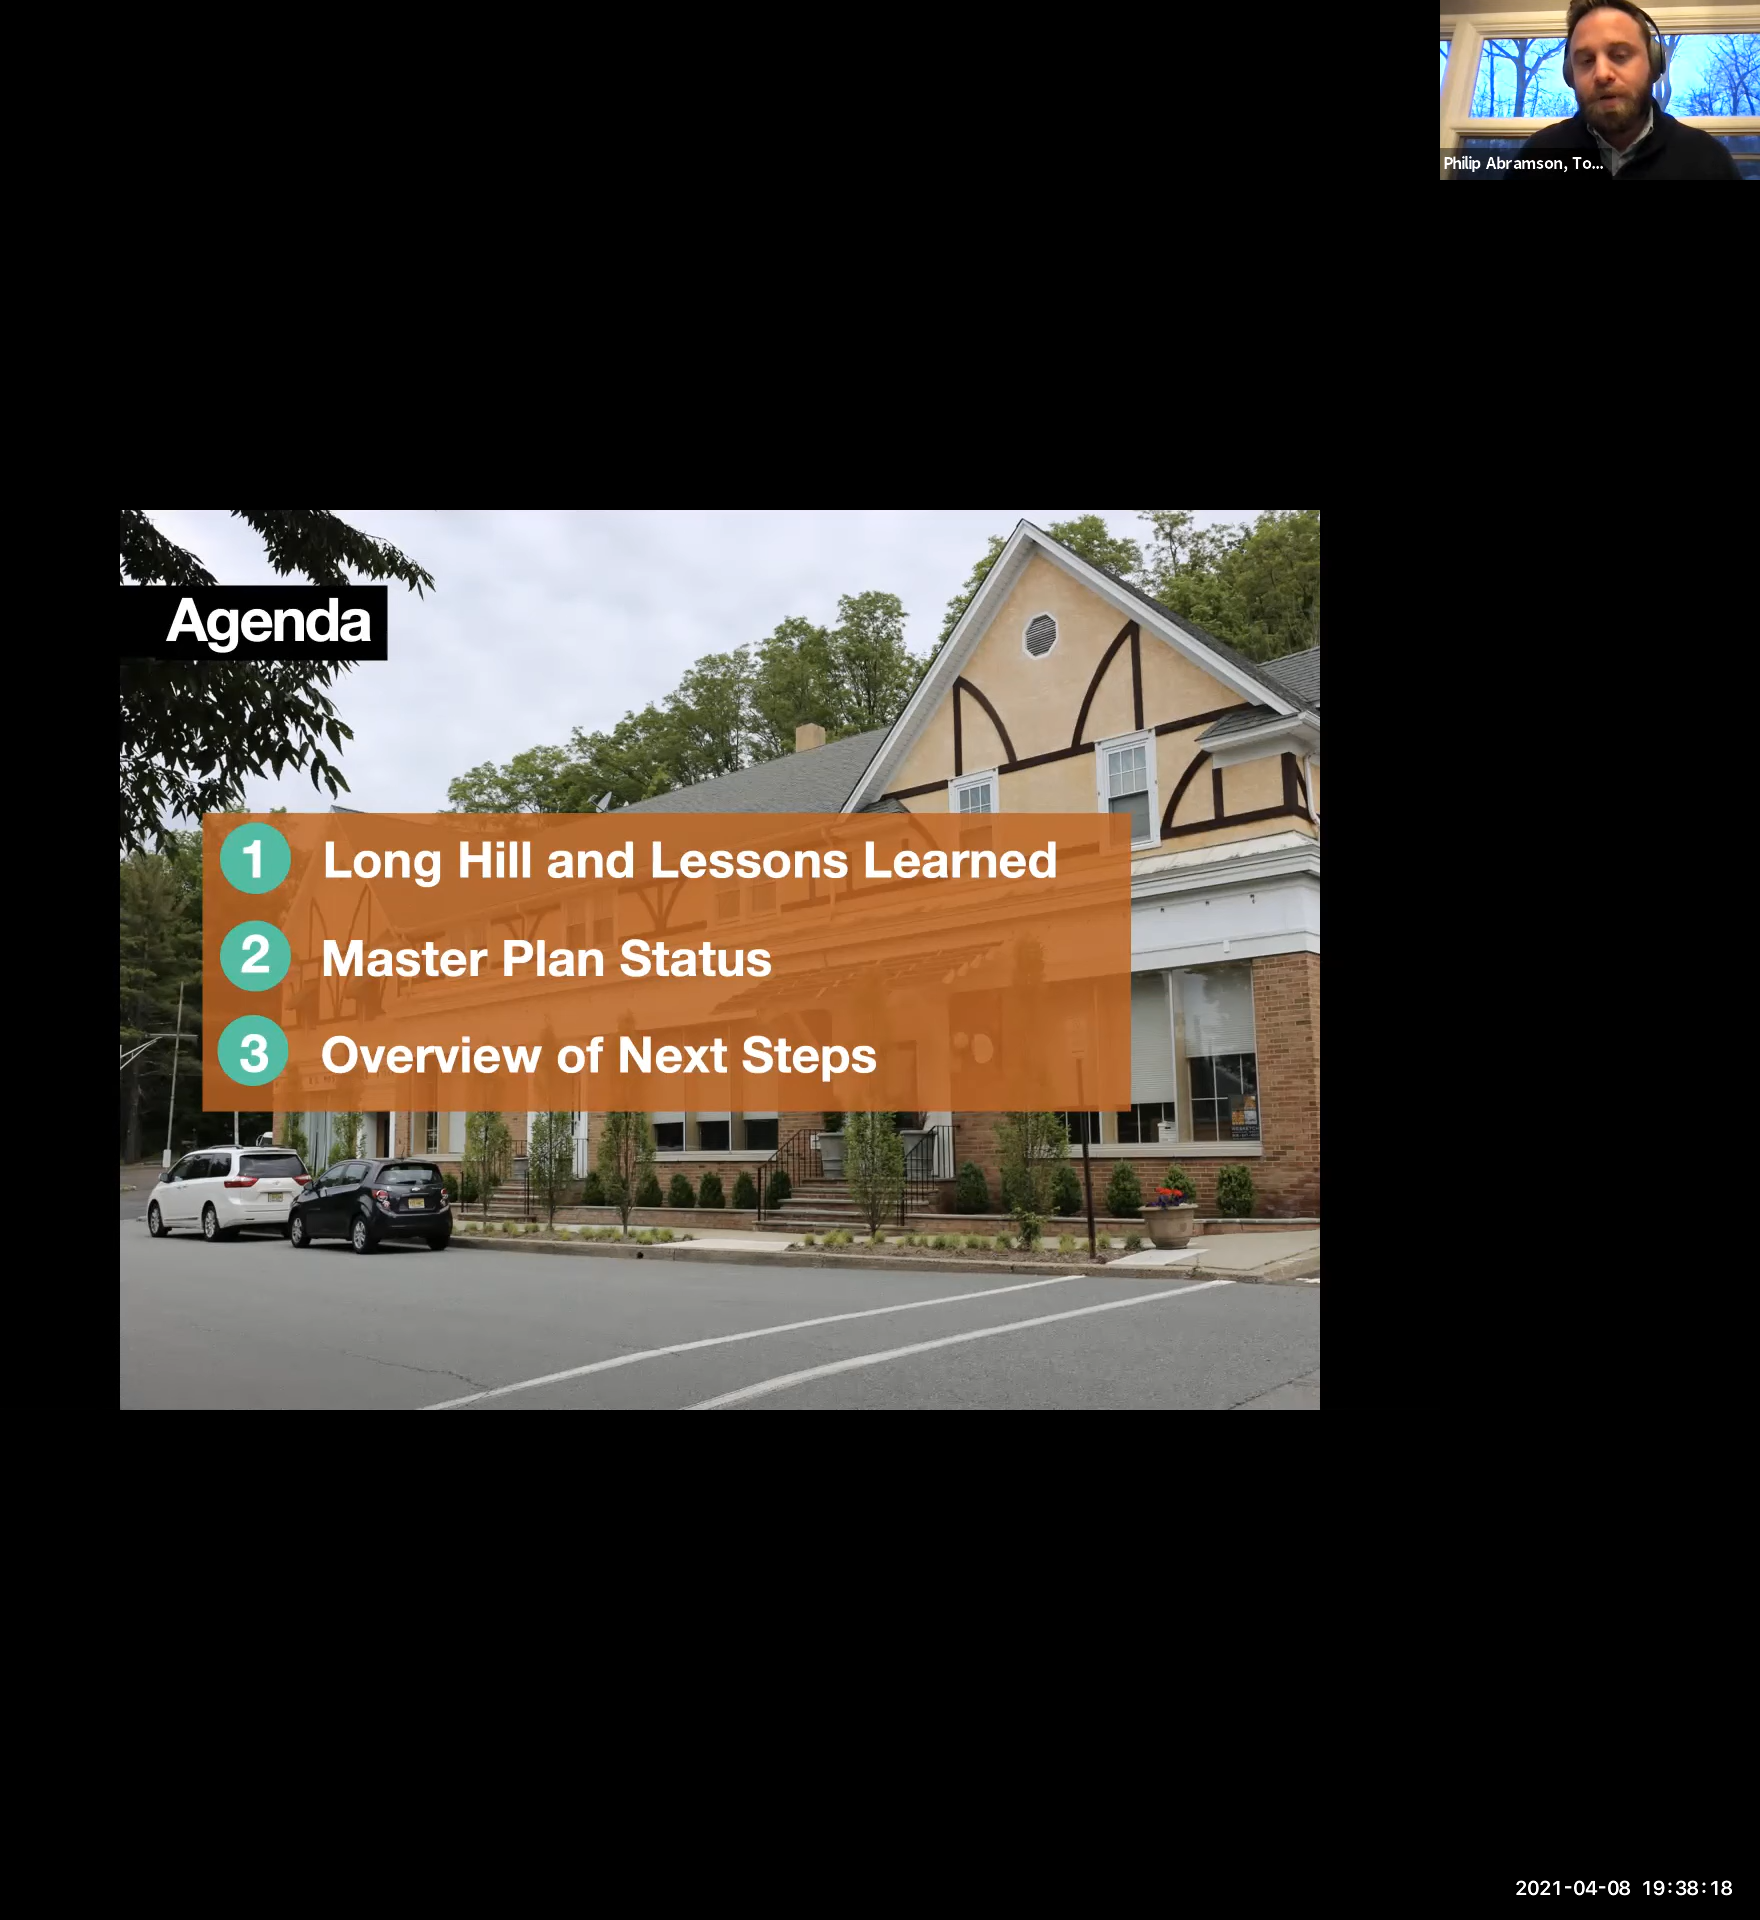 Philip Abramson, To...
Agenda
1 Long Hill and Lessons Learned
2 Master Plan Status
3 Overview of Next Steps
2021-04-08 19:38:18